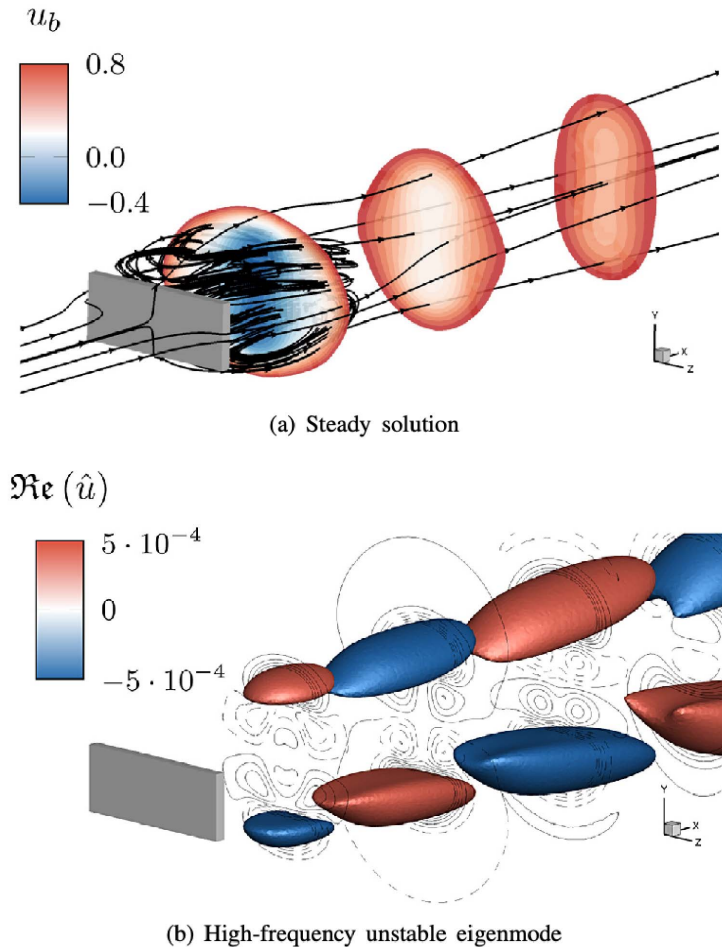 u_b
0.8
0.0
−0.4
Y
X
Z
(a) Steady solution
ℜ𝔢 (û)
5 · 10⁻⁴
0
−5 · 10⁻⁴
Y
X
Z
(b) High-frequency unstable eigenmode